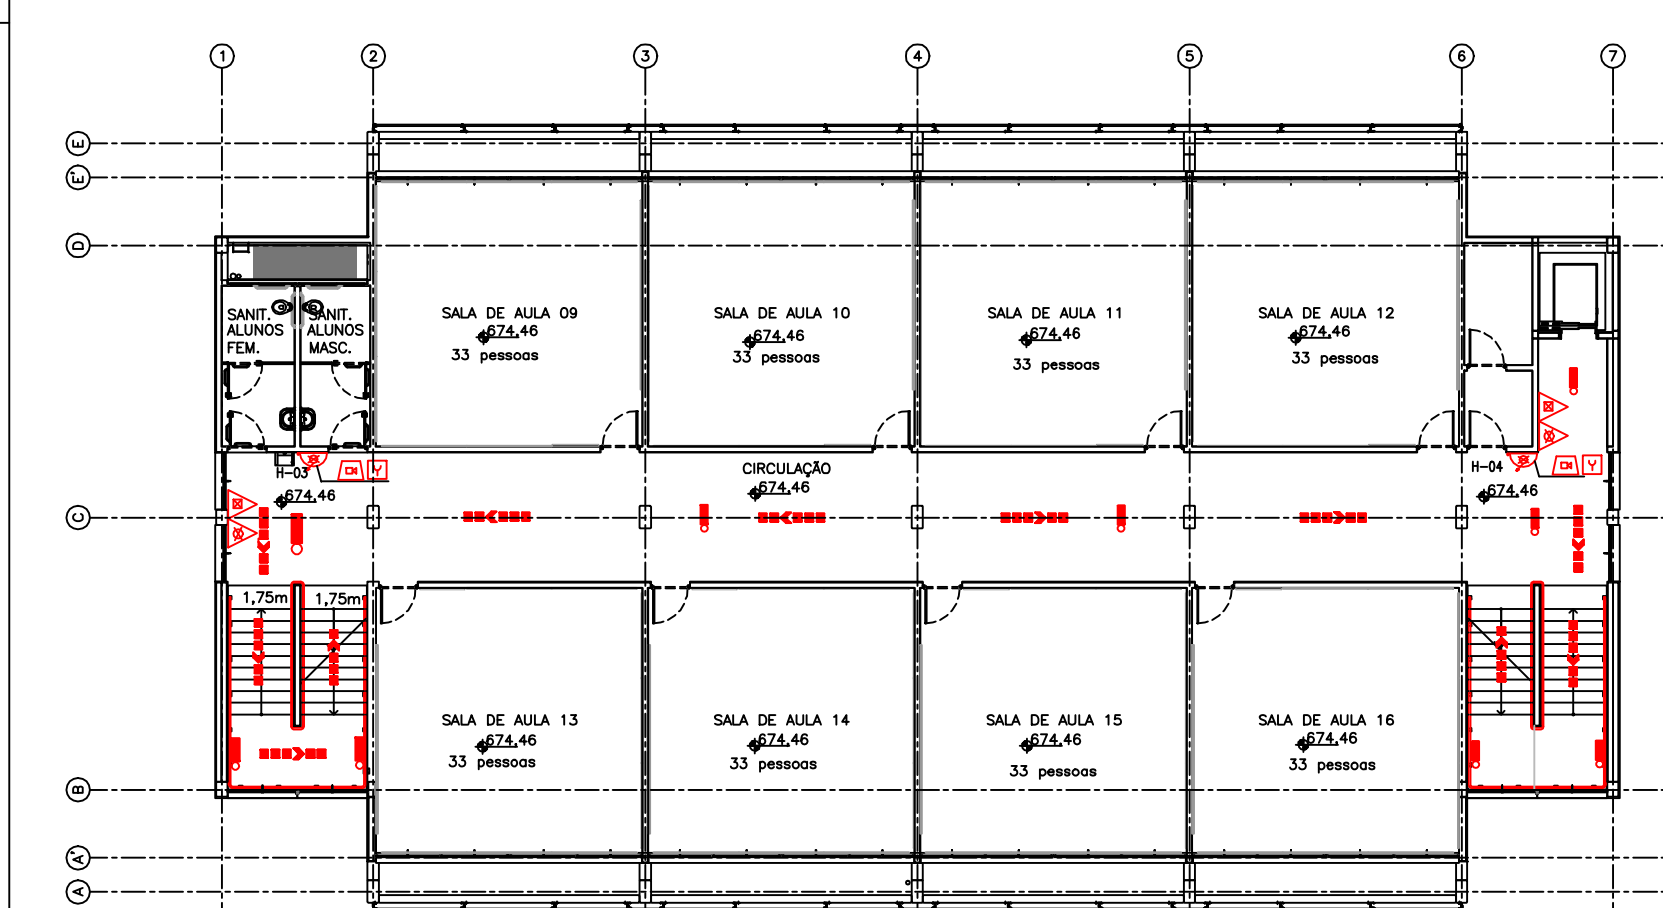 1
2
3
4
5
6
7
E
E'
D
SANIT.
ALUNOS
FEM.
SANIT.
ALUNOS
MASC.
SALA DE AULA 09
674.46
33 pessoas
SALA DE AULA 10
674.46
33 pessoas
SALA DE AULA 11
674.46
33 pessoas
SALA DE AULA 12
674.46
33 pessoas
H-03
Y
674.46
CIRCULAÇÃO
674.46
H-04
Y
674.46
C
1,75m
1,75m
SALA DE AULA 13
674.46
33 pessoas
SALA DE AULA 14
674.46
33 pessoas
SALA DE AULA 15
674.46
33 pessoas
SALA DE AULA 16
674.46
33 pessoas
B
A'
A